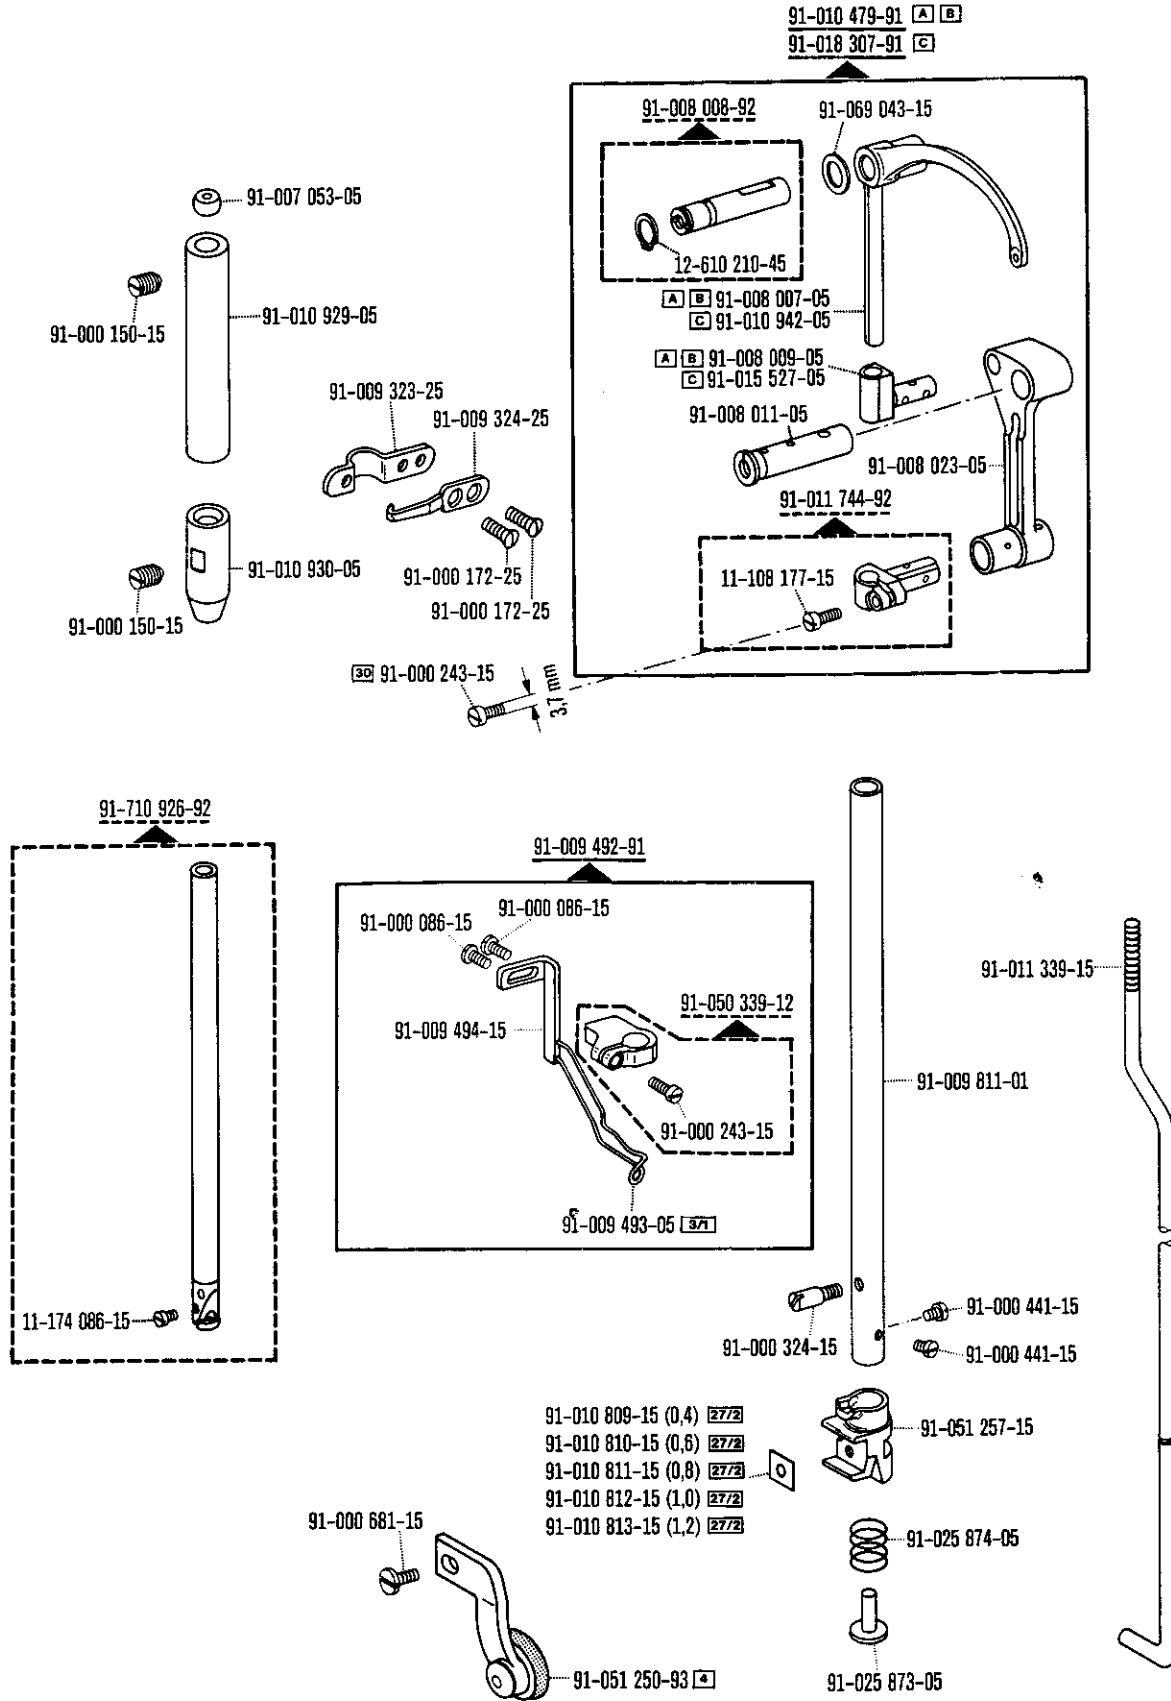 91-010 479-91 A B
91-018 307-91 C
91-008 008-92
91-069 043-15
91-007 053-05
12-610 210-45
A B 91-008 007-05
C 91-010 942-05
91-000 150-15
91-010 929-05
A B 91-008 009-05
C 91-015 527-05
91-009 323-25
91-009 324-25
91-008 011-05
91-008 023-05
91-011 744-92
91-010 930-05
91-000 172-25
11-108 177-15
91-000 172-25
91-000 150-15
30 91-000 243-15
3,7 mm
91-710 926-92
91-009 492-91
91-000 086-15
91-000 086-15
91-011 339-15
91-050 339-12
91-009 494-15
91-009 811-01
91-000 243-15
91-009 493-05 3/1
11-174 086-15
91-000 441-15
91-000 324-15
91-000 441-15
91-010 809-15 (0,4) 27/2
91-010 810-15 (0,6) 27/2
91-010 811-15 (0,8) 27/2
91-010 812-15 (1,0) 27/2
91-010 813-15 (1,2) 27/2
91-051 257-15
91-000 681-15
91-025 874-05
91-051 250-93 4
91-025 873-05